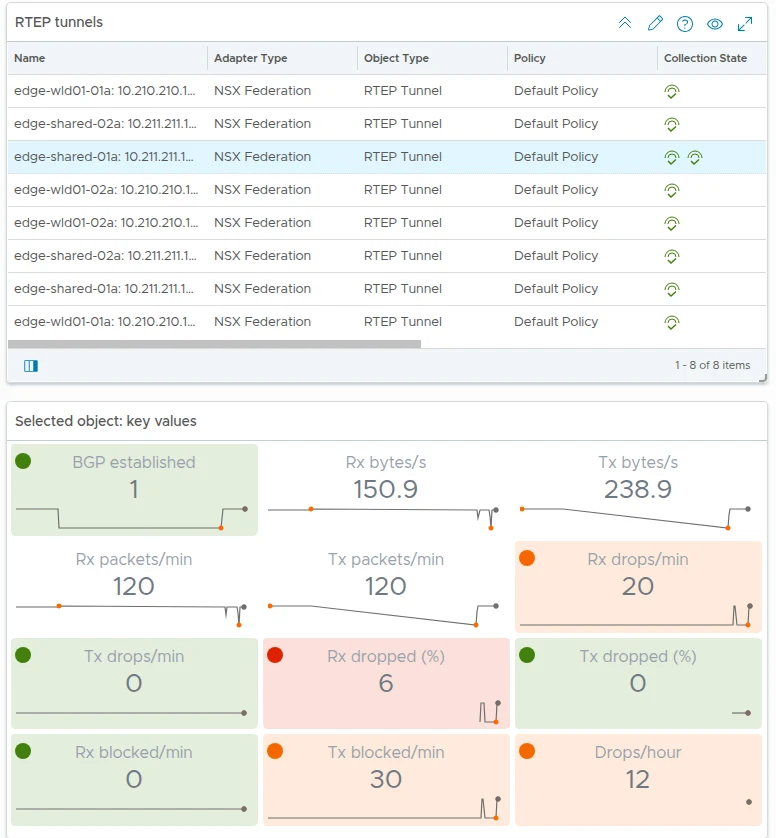 RTEP tunnels
Name Adapter Type Object Type Policy Collection State
edge-wld01-01a: 10.210.210.1... NSX Federation RTEP Tunnel Default Policy
edge-shared-02a: 10.211.211.1... NSX Federation RTEP Tunnel Default Policy
edge-shared-01a: 10.211.211.1... NSX Federation RTEP Tunnel Default Policy
edge-wld01-02a: 10.210.210.1... NSX Federation RTEP Tunnel Default Policy
edge-wld01-02a: 10.210.210.1... NSX Federation RTEP Tunnel Default Policy
edge-shared-02a: 10.211.211.1... NSX Federation RTEP Tunnel Default Policy
edge-shared-01a: 10.211.211.1... NSX Federation RTEP Tunnel Default Policy
edge-wld01-01a: 10.210.210.1... NSX Federation RTEP Tunnel Default Policy
1 - 8 of 8 items
Selected object: key values
BGP established Rx bytes/s Tx bytes/s
1 150.9 238.9
Rx packets/min Tx packets/min Rx drops/min
120 120 20
Tx drops/min Rx dropped (%) Tx dropped (%)
0 6 0
Rx blocked/min Tx blocked/min Drops/hour
0 30 12